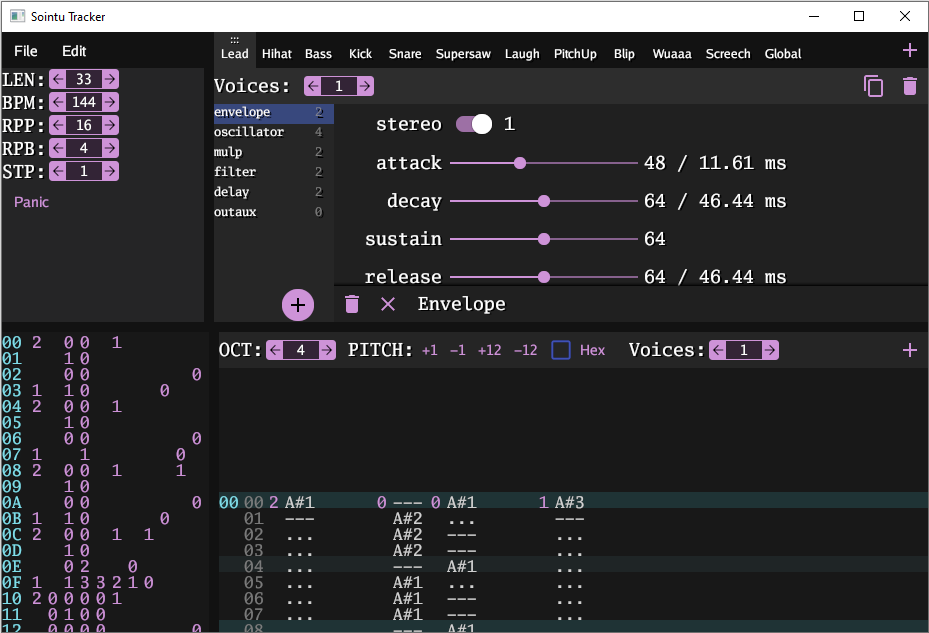 Sointu Tracker
File Edit
Lead Hihat Bass Kick Snare Supersaw Laugh PitchUp Blip Wuaaa Screech Global +
LEN: ← 33 →
BPM: ← 144 →
RPP: ← 16 →
RPB: ← 4 →
STP: ← 1 →
Panic
Voices: ← 1 →
envelope 2
oscillator 4
mulp 2
filter 2
delay 2
outaux 0
+
stereo 1
attack 48 / 11.61 ms
decay 64 / 46.44 ms
sustain 64
release 64 / 46.44 ms
Envelope
00 2 0 0 1
01 1 0
02 0 0 0
03 1 1 0 0
04 2 0 0 1
05 1 0
06 0 0 0
07 1 1 0
08 2 0 0 1 1
09 1 0
0A 0 0 0
0B 1 1 0 0
0C 2 0 0 1 1
0D 1 0
0E 0 2 0
0F 1 1 3 3 2 1 0
10 2 0 0 0 0 1
11 0 1 0 0
12 0 0 0 0 0
OCT: ← 4 → PITCH: +1 -1 +12 -12 Hex Voices: ← 1 → +
00 00 2 A#1 0 --- 0 A#1 1 A#3
01 --- A#2 ... ---
02 ... A#2 --- ...
03 ... A#2 --- ...
04 ... --- A#1 ...
05 ... A#1 ... ...
06 ... A#1 --- ...
07 ... A#1 --- ...
08 ... --- A#1 ...